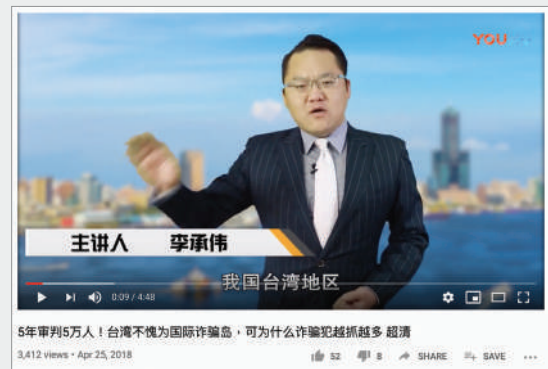 YOU
主讲人 李承伟
我国台湾地区
0:09 / 4:48
5年审判5万人！台湾不愧为国际诈骗岛，可为什么诈骗犯越抓越多 超清
3,412 views • Apr 25, 2018 52 8 SHARE SAVE